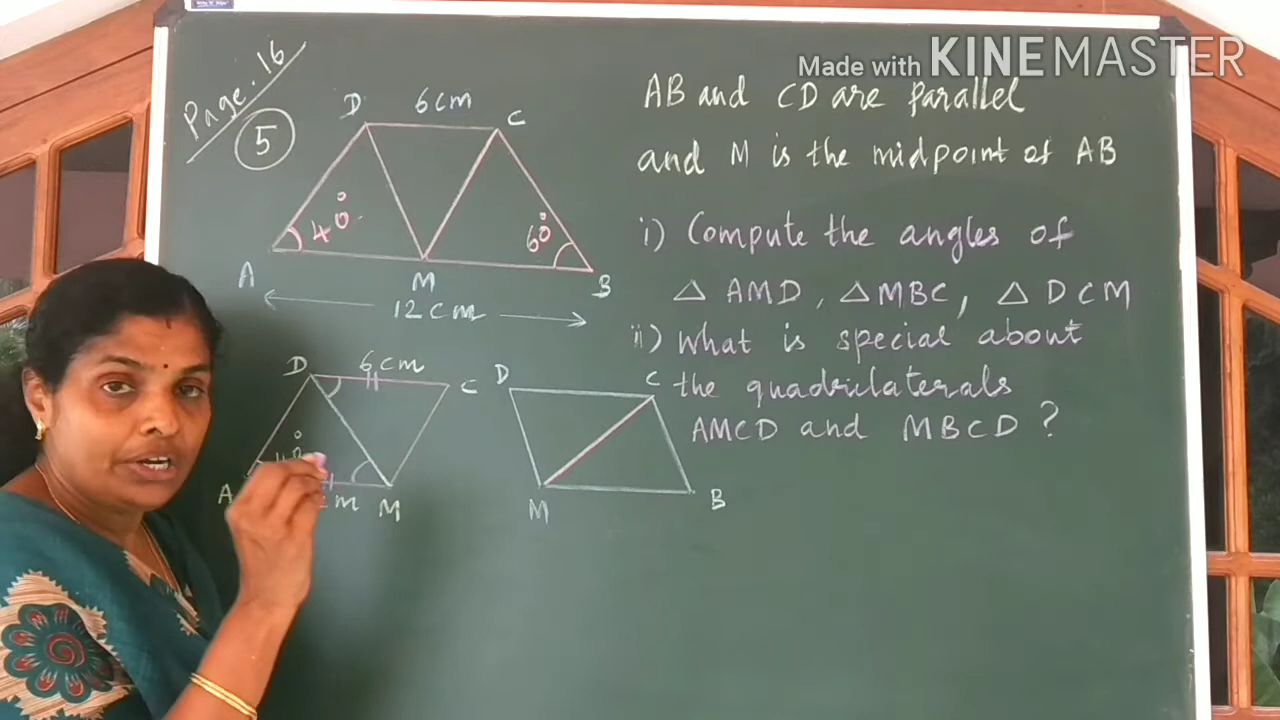 Made with KINEMASTER
Page. 16
5
D 6cm C
40°
60°
A M B
12cm
AB and CD are parallel
and M is the midpoint of AB
i) Compute the angles of
△ AMD, △MBC, △ DCM
ii) What is special about
the quadrilaterals
AMCD and MBCD ?
D 6cm C
A M
D C
M B